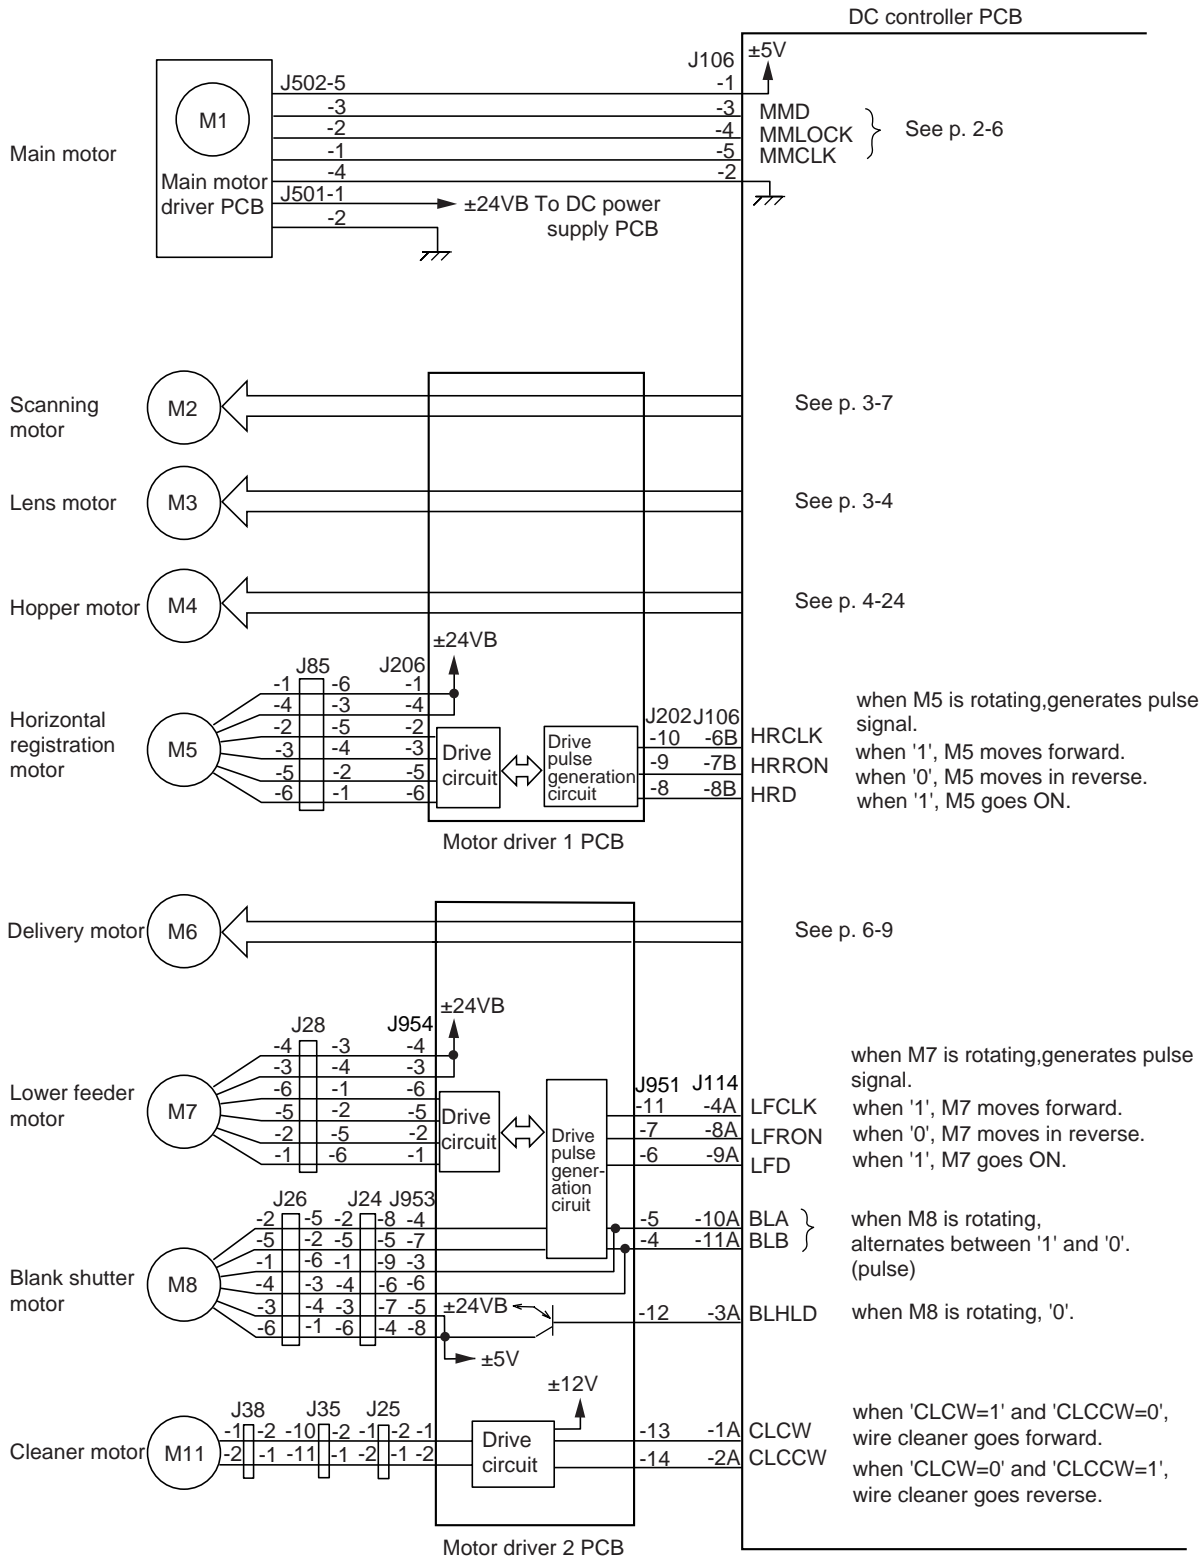 DC controller PCB
±5V
J106
J502-5 -1
-3 -3 MMD
M1
-2 -4 MMLOCK See p. 2-6
-1 -5 MMCLK
Main motor
-4 -2
Main motor
driver PCB
J501-1 ±24VB To DC power
supply PCB
-2
Scanning
motor
M2
See p. 3-7
Lens motor
M3
See p. 3-4
Hopper motor
M4
See p. 4-24
±24VB
J85 J206
-1 -6 -1
-4 -3 -4
-2 -5 -2
-3 -4 -3
-5 -2 -5
-6 -1 -6
Horizontal
registration
motor
M5
Drive
circuit
Drive
pulse
generation
circuit
J202 J106
-10 -6B HRCLK
-9 -7B HRRON
-8 -8B HRD
when M5 is rotating,generates pulse
signal.
when '1', M5 moves forward.
when '0', M5 moves in reverse.
when '1', M5 goes ON.
Motor driver 1 PCB
Delivery motor
M6
See p. 6-9
±24VB
J28 J954
-4 -3 -4
-3 -4 -3
-6 -1 -6
-5 -2 -5
-2 -5 -2
-1 -6 -1
Lower feeder
motor
M7
Drive
circuit
Drive
pulse
gener-
ation
ciruit
J951 J114
-11 -4A LFCLK
-7 -8A LFRON
-6 -9A LFD
when M7 is rotating,generates pulse
signal.
when '1', M7 moves forward.
when '0', M7 moves in reverse.
when '1', M7 goes ON.
J26 J24 J953
-2 -5 -2 -8 -4
-5 -2 -5 -5 -7
-1 -6 -1 -9 -3
-4 -3 -4 -6 -6
-3 -4 -3 -7 -5
-6 -1 -6 -4 -8
Blank shutter
motor
M8
-5 -10A BLA
-4 -11A BLB
when M8 is rotating,
alternates between '1' and '0'.
(pulse)
±24VB
-12 -3A BLHLD
when M8 is rotating, '0'.
±5V
±12V
J38 J35 J25
-1 -2 -10 -2 -1 -2 -1
-2 -1 -11 -1 -2 -1 -2
Cleaner motor
M11
Drive
circuit
-13 -1A CLCW
-14 -2A CLCCW
when 'CLCW=1' and 'CLCCW=0',
wire cleaner goes forward.
when 'CLCW=0' and 'CLCCW=1',
wire cleaner goes reverse.
Motor driver 2 PCB